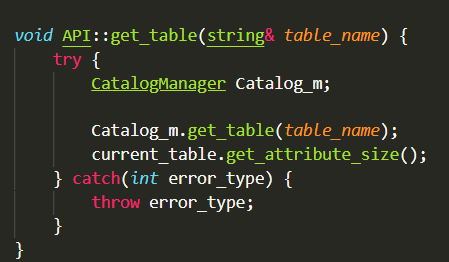 void API::get_table(string& table_name) {
    try {
        CatalogManager Catalog_m;

        Catalog_m.get_table(table_name);
        current_table.get_attribute_size();
    } catch(int error_type) {
        throw error_type;
    }
}